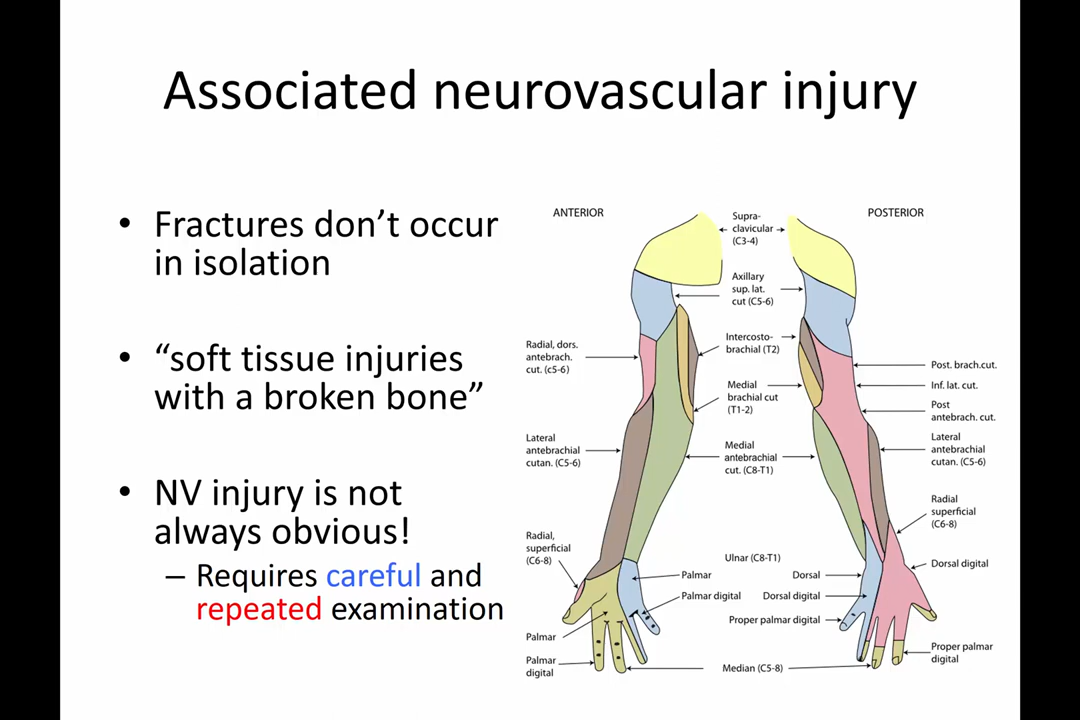 Associated neurovascular injury
• Fractures don’t occur
in isolation
• “soft tissue injuries
with a broken bone”
• NV injury is not
always obvious!
– Requires careful and
repeated examination
ANTERIOR
POSTERIOR
Supra-
clavicular
(C3-4)
Axillary
sup. lat.
cut (C5-6)
Radial, dors.
antebrach.
cut. (c5-6)
Intercosto-
brachial (T2)
Medial
brachial cut
(T1-2)
Lateral
antebrachial
cutan. (C5-6)
Medial
antebrachial
cut. (C8-T1)
Radial,
superficial
(C6-8)
Ulnar (C8-T1)
Palmar
Palmar digital
Palmar
Palmar
digital
Median (C5-8)
Dorsal
Dorsal digital
Proper palmar digital
Post. brach.cut.
Inf. lat. cut.
Post
antebrach. cut.
Lateral
antebrachial
cutan. (C5-6)
Radial
superficial
(C6-8)
Dorsal digital
Proper palmar
digital